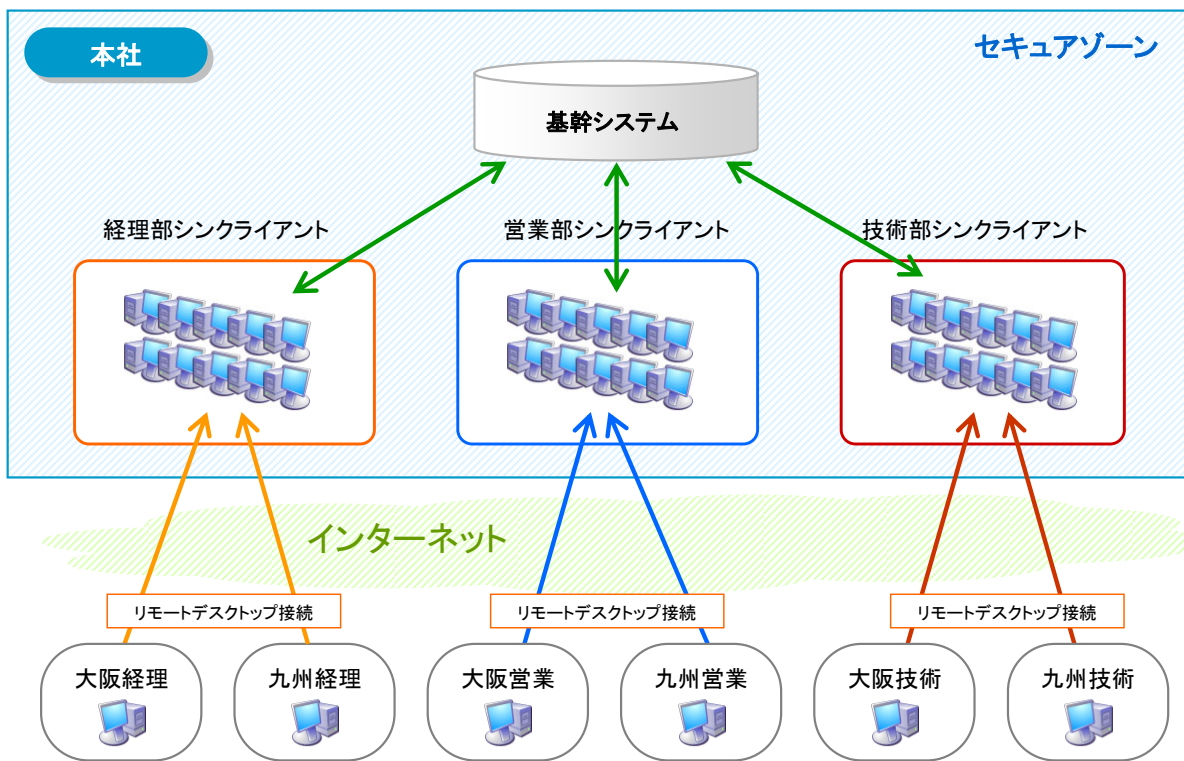 本社
セキュアゾーン
基幹システム
経理部シンクライアント
営業部シンクライアント
技術部シンクライアント
インターネット
リモートデスクトップ接続
リモートデスクトップ接続
リモートデスクトップ接続
大阪経理
九州経理
大阪営業
九州営業
大阪技術
九州技術